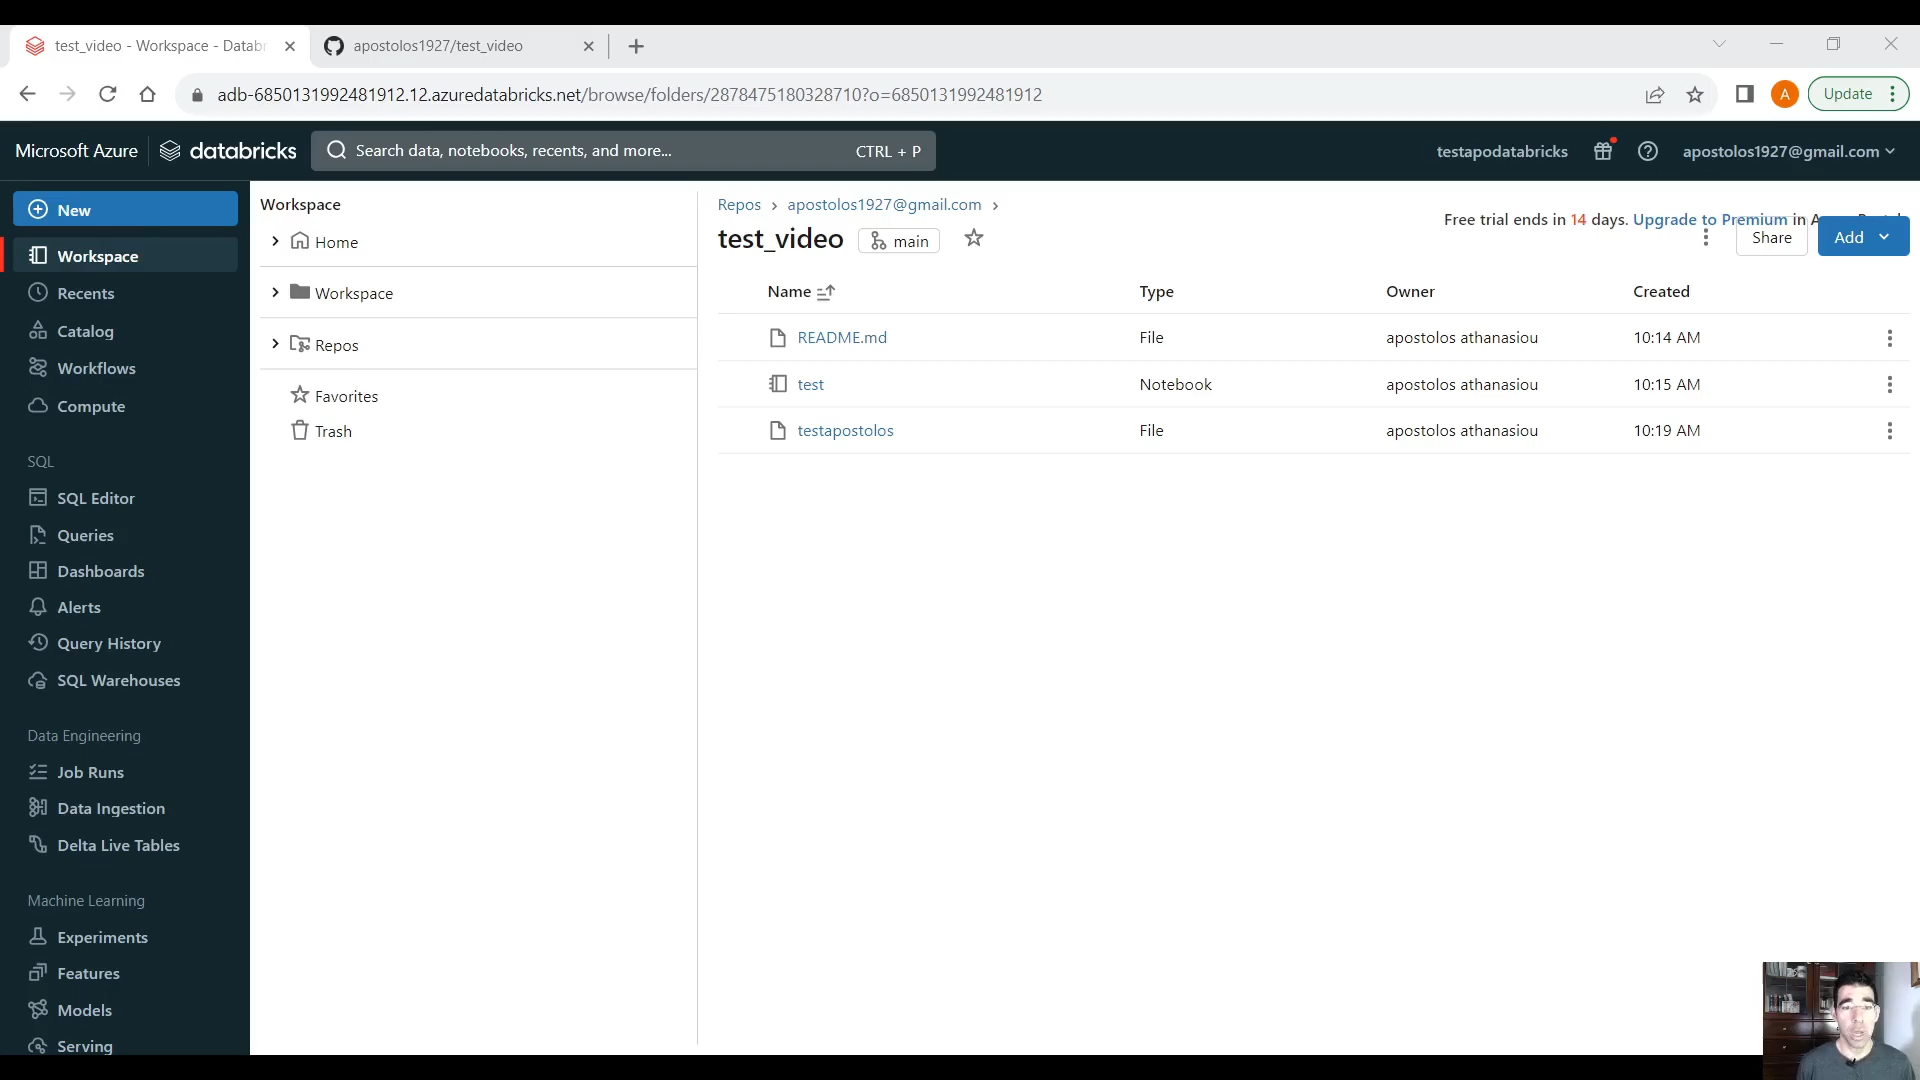 test_video - Workspace - Datab
apostolos1927/test_video
adb-6850131992481912.12.azuredatabricks.net/browse/folders/2878475180328710?o=6850131992481912
A
Update
Microsoft Azure
databricks
Search data, notebooks, recents, and more...
CTRL + P
testapodatabricks
apostolos1927@gmail.com
New
Workspace
Recents
Catalog
Workflows
Compute
SQL
SQL Editor
Queries
Dashboards
Alerts
Query History
SQL Warehouses
Data Engineering
Job Runs
Data Ingestion
Delta Live Tables
Machine Learning
Experiments
Features
Models
Serving
Workspace
Home
Workspace
Repos
Favorites
Trash
Repos > apostolos1927@gmail.com >
Free trial ends in 14 days. Upgrade to Premium in
test_video
main
Share
Add
Name Type Owner Created
README.md File apostolos athanasiou 10:14 AM
test Notebook apostolos athanasiou 10:15 AM
testapostolos File apostolos athanasiou 10:19 AM